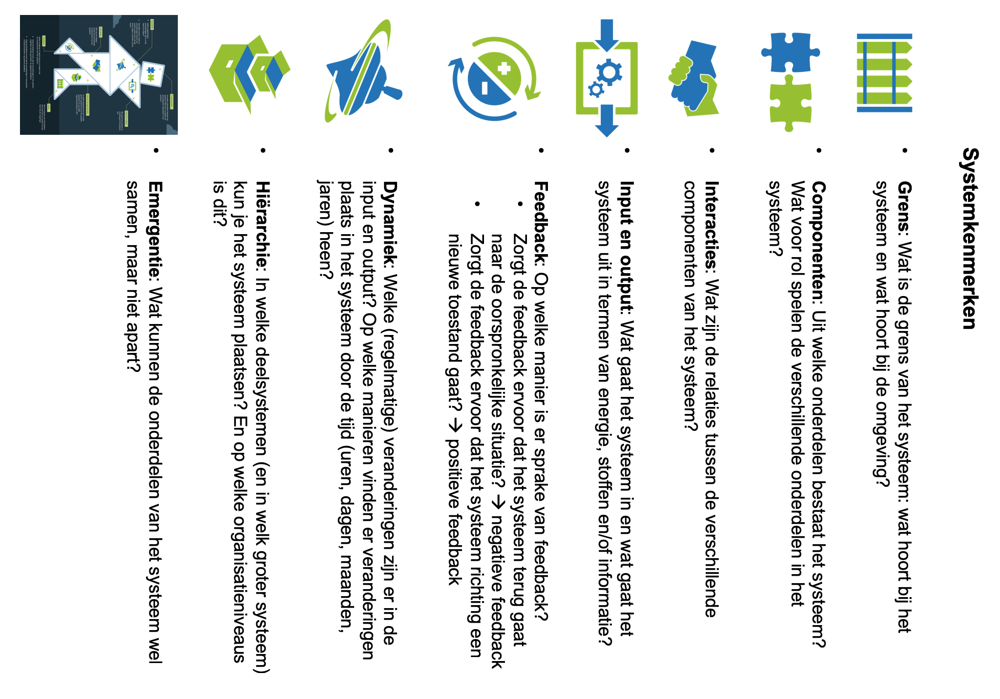 Systemkenmerken
• Grens: Wat is de grens van het systeem: wat hoort bij het
systeem en wat hoort bij de omgeving?
• Componenten: Uit welke onderdelen bestaat het systeem?
Wat voor rol spelen de verschillende onderdelen in het
systeem?
• Interacties: Wat zijn de relaties tussen de verschillende
componenten van het systeem?
• Input en output: Wat gaat het systeem in en wat gaat het
systeem uit in termen van energie, stoffen en/of informatie?
• Feedback: Op welke manier is er sprake van feedback?
• Zorgt de feedback ervoor dat het systeem terug gaat
naar de oorspronkelijke situatie? → negatieve feedback
• Zorgt de feedback ervoor dat het systeem richting een
nieuwe toestand gaat? → positieve feedback
• Dynamiek: Welke (regelmatige) veranderingen zijn er in de
input en output? Op welke manieren vinden er veranderingen
plaats in het systeem door de tijd (uren, dagen, maanden,
jaren) heen?
• Hiërarchie: In welke deelsystemen (en in welk groter systeem)
kun je het systeem plaatsen? En op welke organisatieniveaus
is dit?
• Emergentie: Wat kunnen de onderdelen van het systeem wel
samen, maar niet apart?